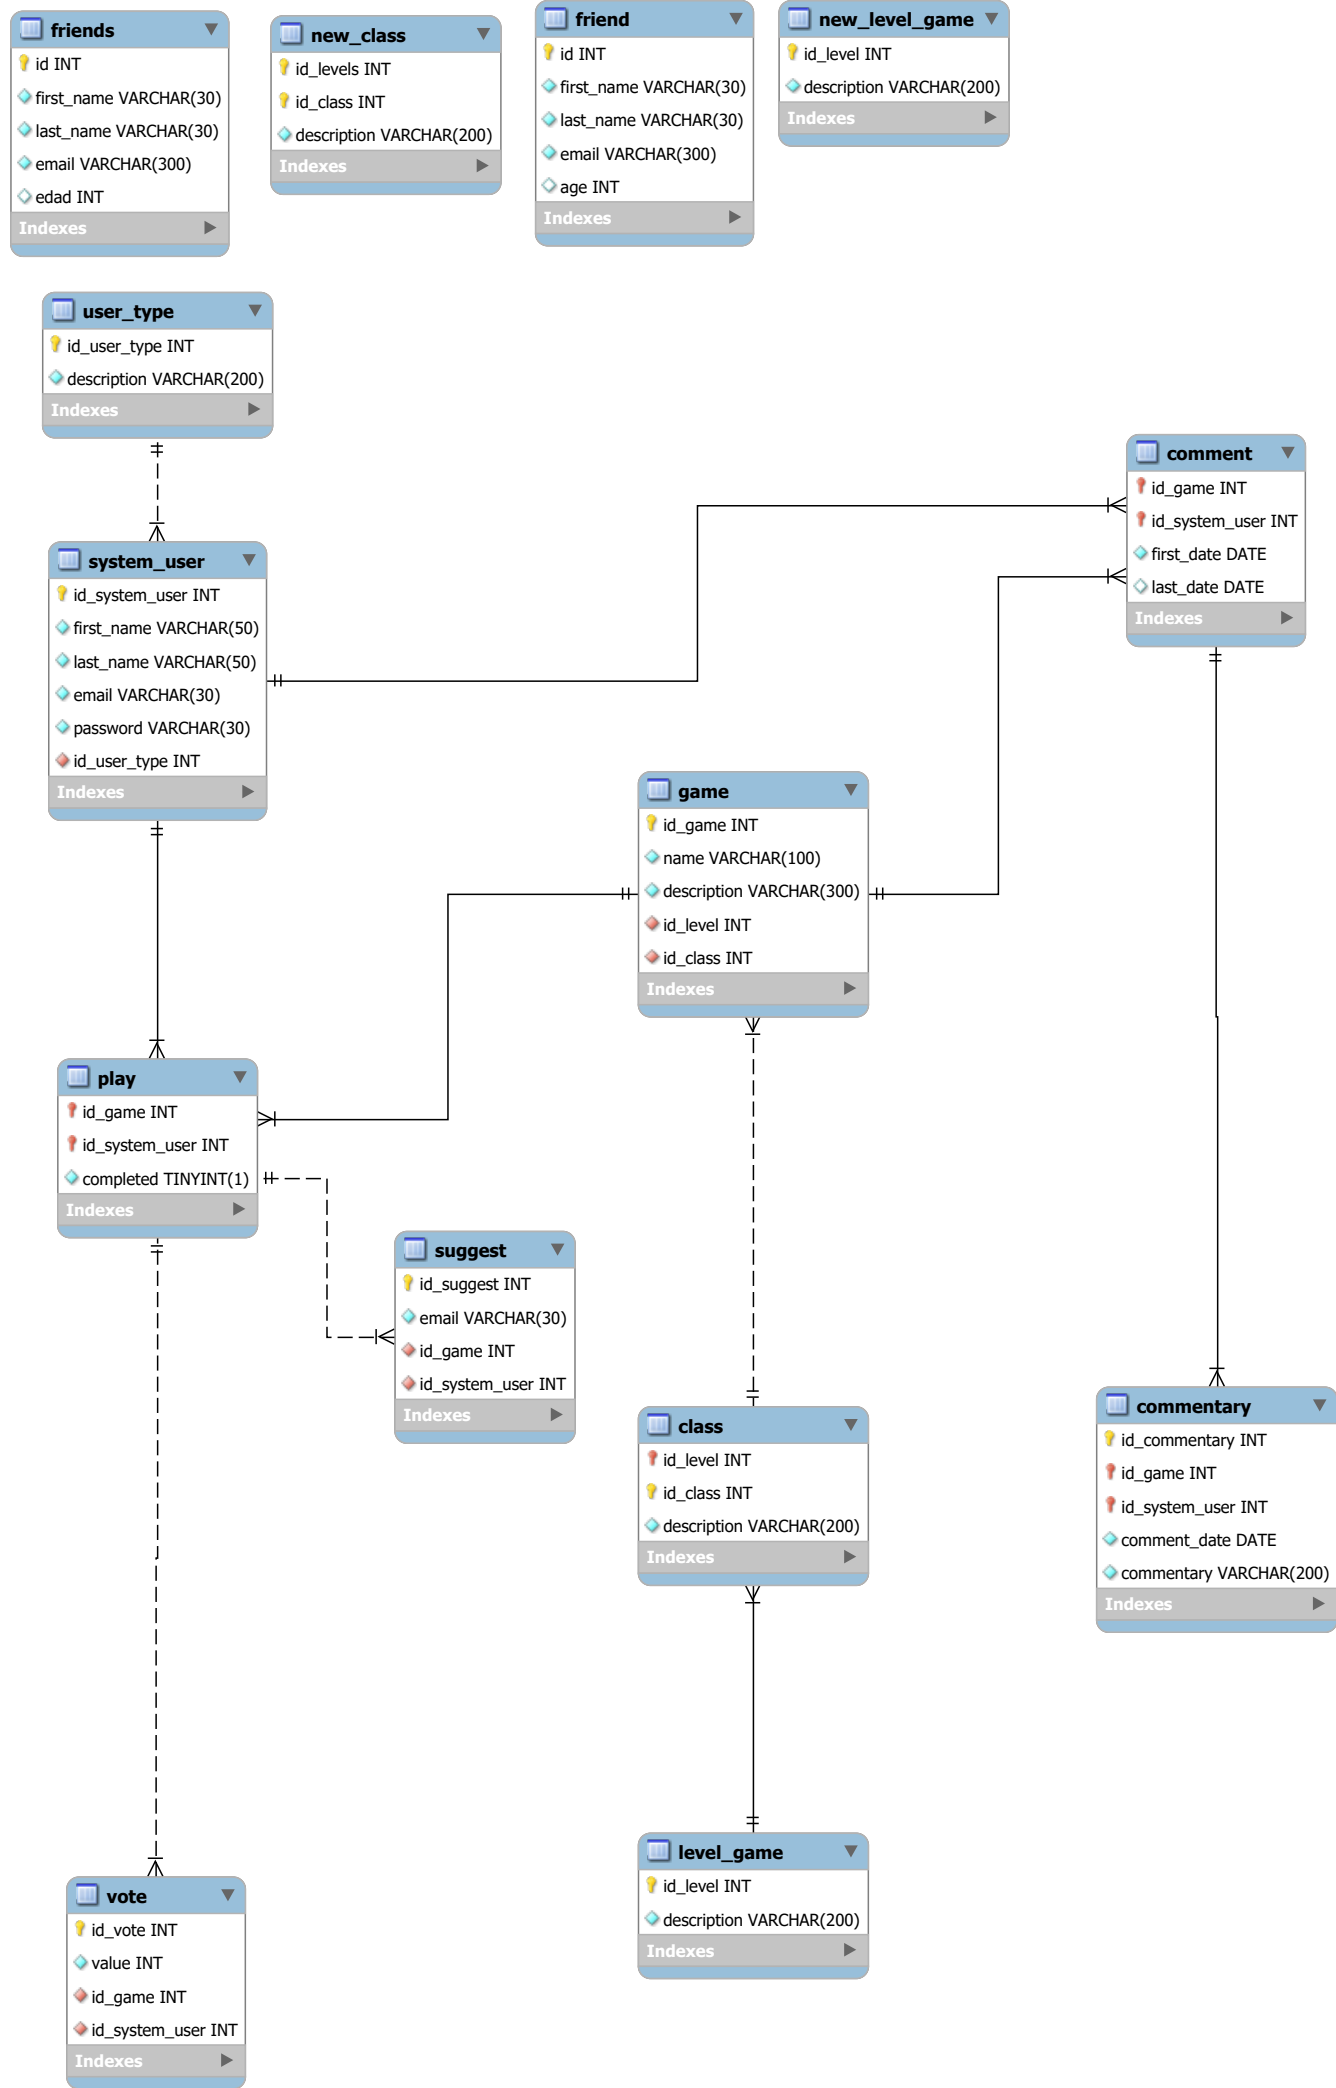 friends
id INT
first_name VARCHAR(30)
last_name VARCHAR(30)
email VARCHAR(300)
edad INT
Indexes
new_class
id_levels INT
id_class INT
description VARCHAR(200)
Indexes
friend
id INT
first_name VARCHAR(30)
last_name VARCHAR(30)
email VARCHAR(300)
age INT
Indexes
new_level_game
id_level INT
description VARCHAR(200)
Indexes
user_type
id_user_type INT
description VARCHAR(200)
Indexes
comment
id_game INT
id_system_user INT
first_date DATE
last_date DATE
Indexes
system_user
id_system_user INT
first_name VARCHAR(50)
last_name VARCHAR(50)
email VARCHAR(30)
password VARCHAR(30)
id_user_type INT
Indexes
game
id_game INT
name VARCHAR(100)
description VARCHAR(300)
id_level INT
id_class INT
Indexes
play
id_game INT
id_system_user INT
completed TINYINT(1)
Indexes
suggest
id_suggest INT
email VARCHAR(30)
id_game INT
id_system_user INT
Indexes
class
id_level INT
id_class INT
description VARCHAR(200)
Indexes
commentary
id_commentary INT
id_game INT
id_system_user INT
comment_date DATE
commentary VARCHAR(200)
Indexes
level_game
id_level INT
description VARCHAR(200)
Indexes
vote
id_vote INT
value INT
id_game INT
id_system_user INT
Indexes